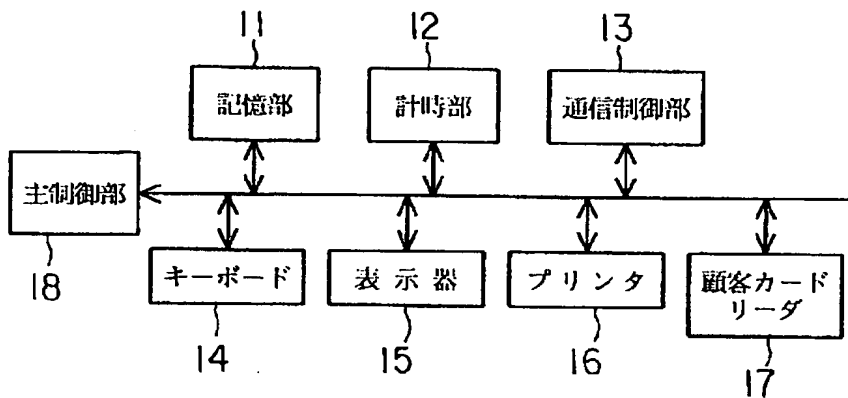 11
12
13
記憶部
計時部
通信制御部
主制御部
18
キーボード
表示器
プリンタ
顧客カード
リーダ
14
15
16
17